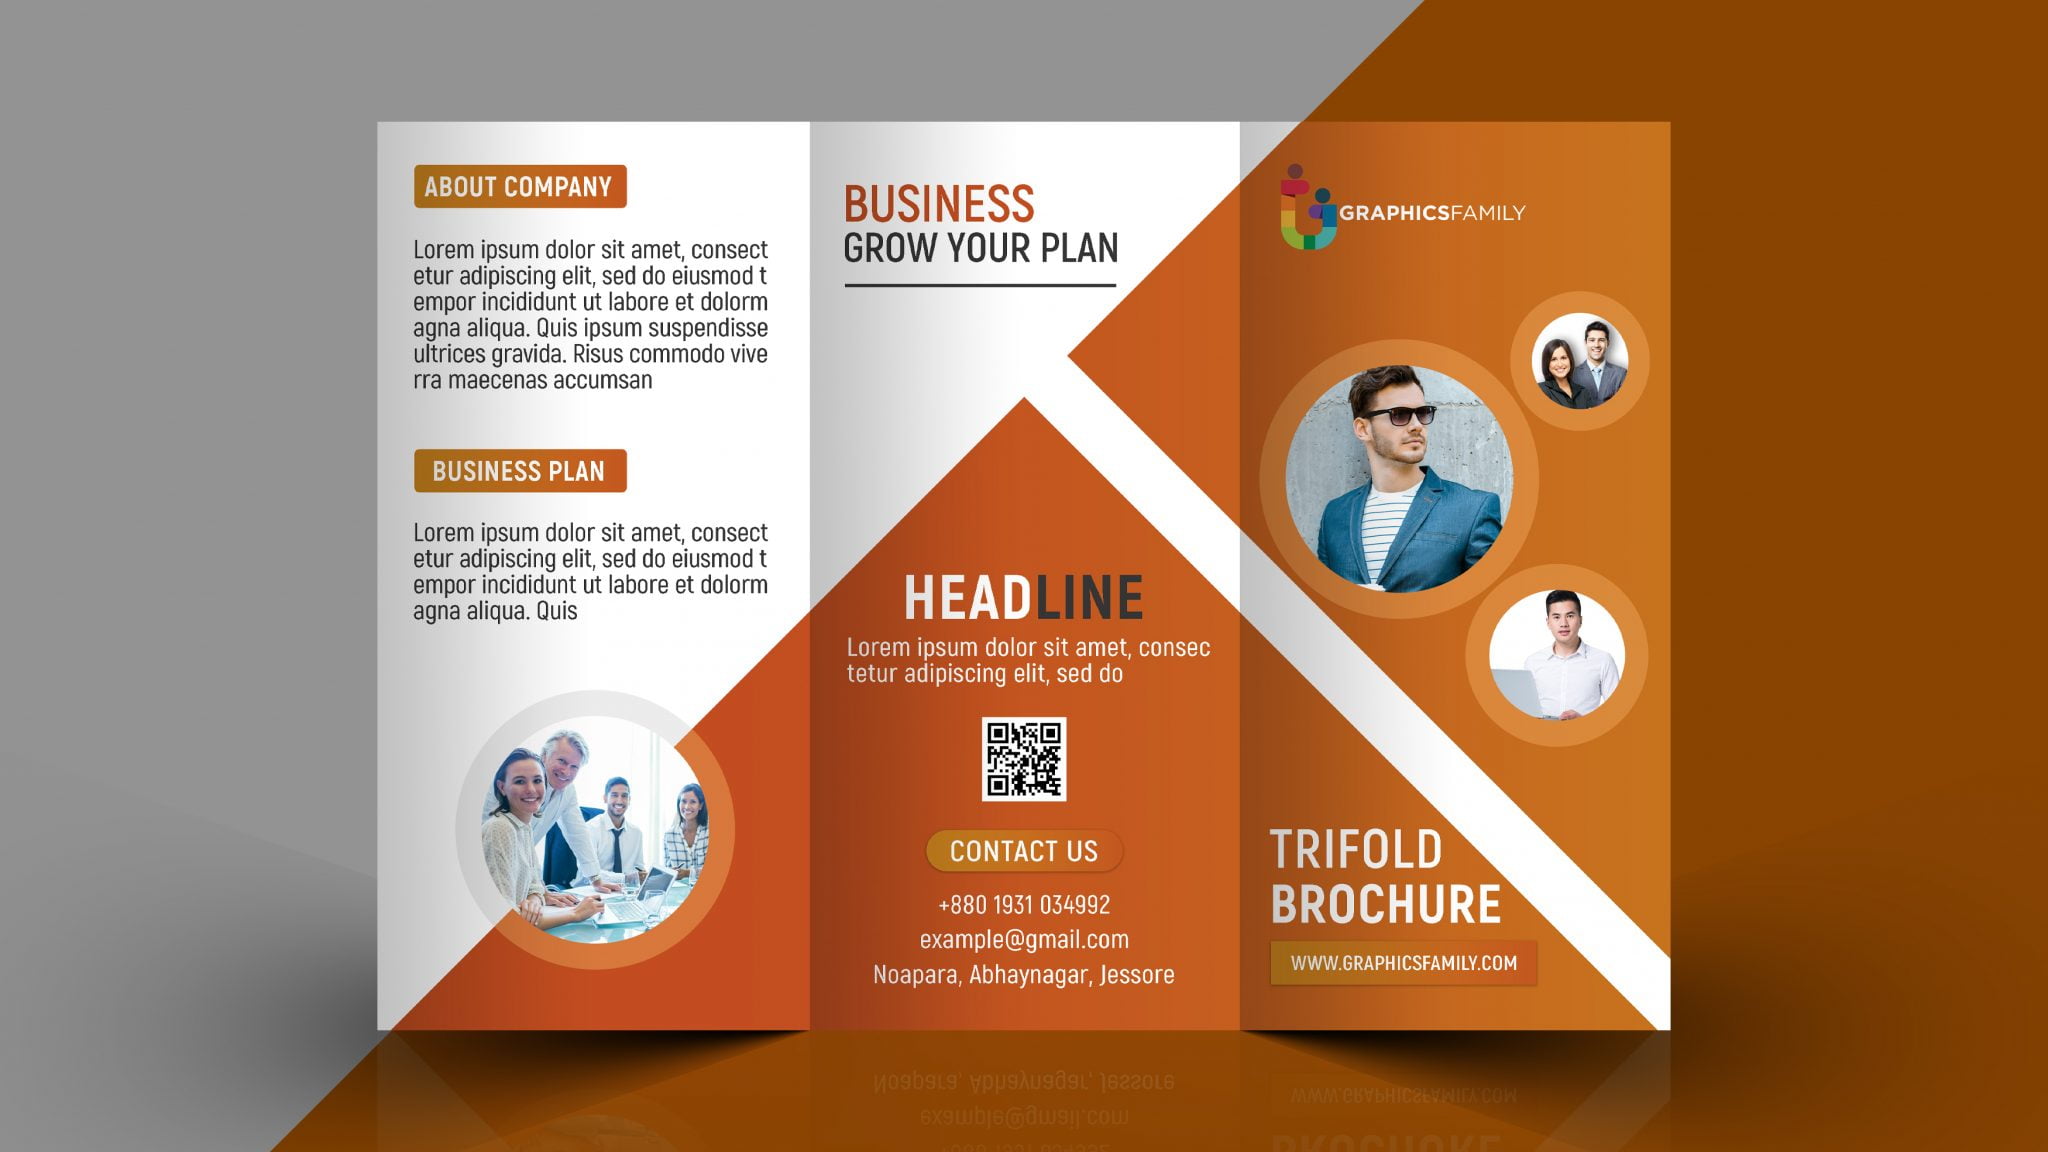 ABOUT COMPANY
Lorem ipsum dolor sit amet, consect
etur adipiscing elit, sed do eiusmod t
empor incididunt ut labore et dolorm
agna aliqua. Quis ipsum suspendisse
ultrices gravida. Risus commodo vive
rra maecenas accumsan
BUSINESS PLAN
Lorem ipsum dolor sit amet, consect
etur adipiscing elit, sed do eiusmod t
empor incididunt ut labore et dolorm
agna aliqua. Quis
BUSINESS
GROW YOUR PLAN
HEADLINE
Lorem ipsum dolor sit amet, consec
tetur adipiscing elit, sed do
CONTACT US
+880 1931 034992
example@gmail.com
Noapara, Abhaynagar, Jessore
GRAPHICSFAMILY
TRIFOLD
BROCHURE
WWW.GRAPHICSFAMILY.COM